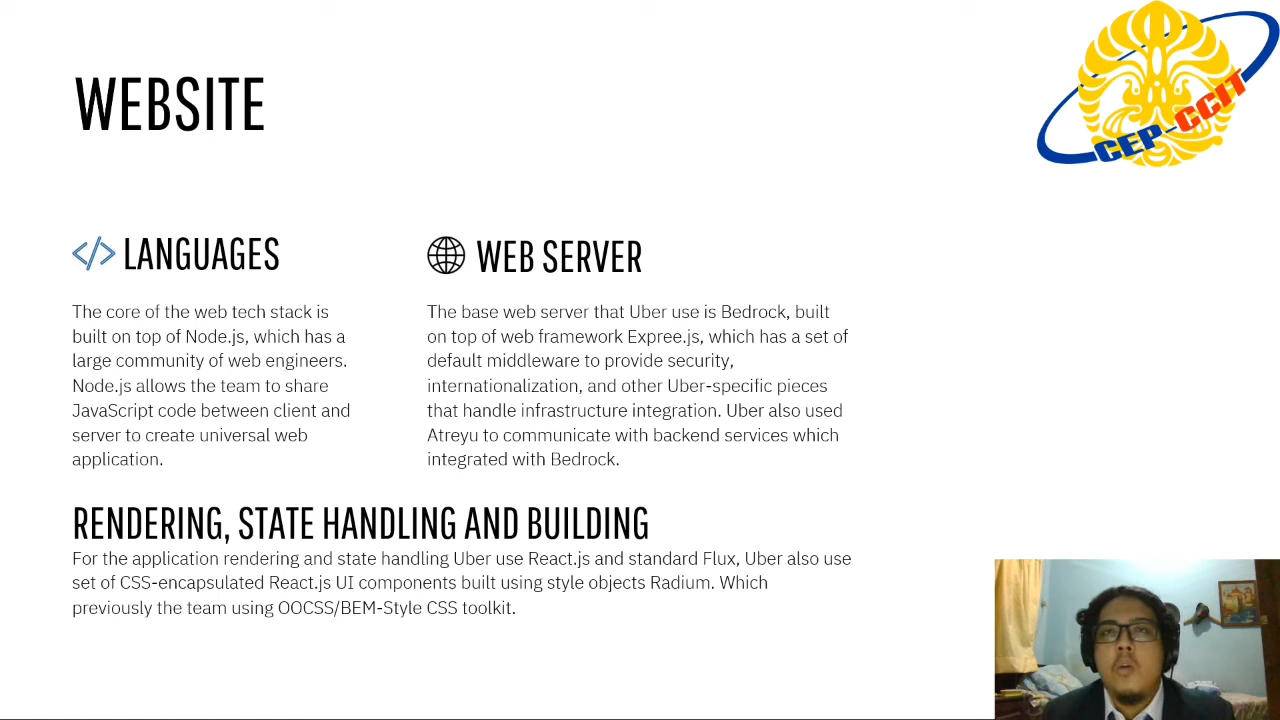 WEBSITE
CEP-CCIT
</> LANGUAGES
The core of the web tech stack is
built on top of Node.js, which has a
large community of web engineers.
Node.js allows the team to share
JavaScript code between client and
server to create universal web
application.
WEB SERVER
The base web server that Uber use is Bedrock, built
on top of web framework Expree.js, which has a set of
default middleware to provide security,
internationalization, and other Uber-specific pieces
that handle infrastructure integration. Uber also used
Atreyu to communicate with backend services which
integrated with Bedrock.
RENDERING, STATE HANDLING AND BUILDING
For the application rendering and state handling Uber use React.js and standard Flux, Uber also use
set of CSS-encapsulated React.js UI components built using style objects Radium. Which
previously the team using OOCSS/BEM-Style CSS toolkit.